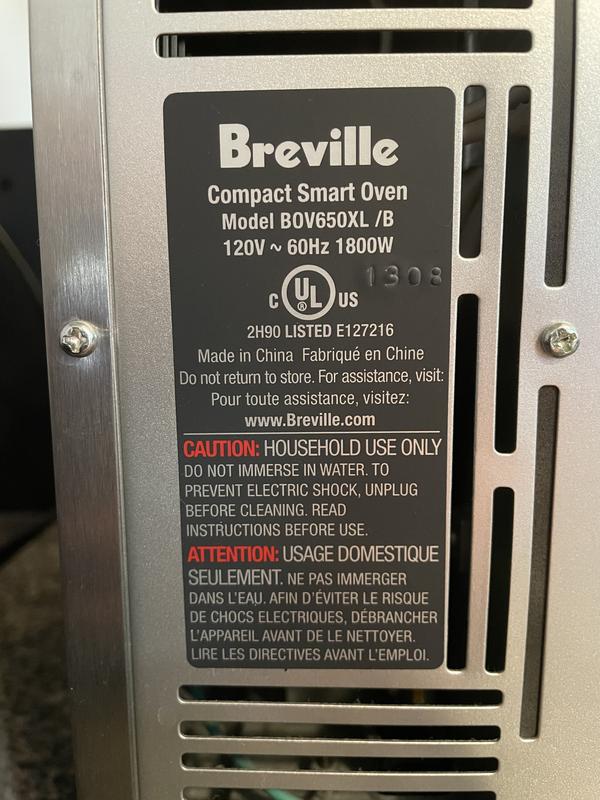 Breville
Compact Smart Oven
Model BOV650XL /B
120V ~ 60Hz 1800W
1308
C UL ® US
2H90 LISTED E127216
Made in China Fabriqué en Chine
Do not return to store. For assistance, visit:
Pour toute assistance, visitez:
www.Breville.com
CAUTION: HOUSEHOLD USE ONLY
DO NOT IMMERSE IN WATER. TO
PREVENT ELECTRIC SHOCK, UNPLUG
BEFORE CLEANING. READ
INSTRUCTIONS BEFORE USE.
ATTENTION: USAGE DOMESTIQUE
SEULEMENT. NE PAS IMMERGER
DANS L'EAU. AFIN D'ÉVITER LE RISQUE
DE CHOCS ELECTRIQUES, DÉBRANCHER
L'APPAREIL AVANT DE LE NETTOYER.
LIRE LES DIRECTIVES AVANT L'EMPLOI.